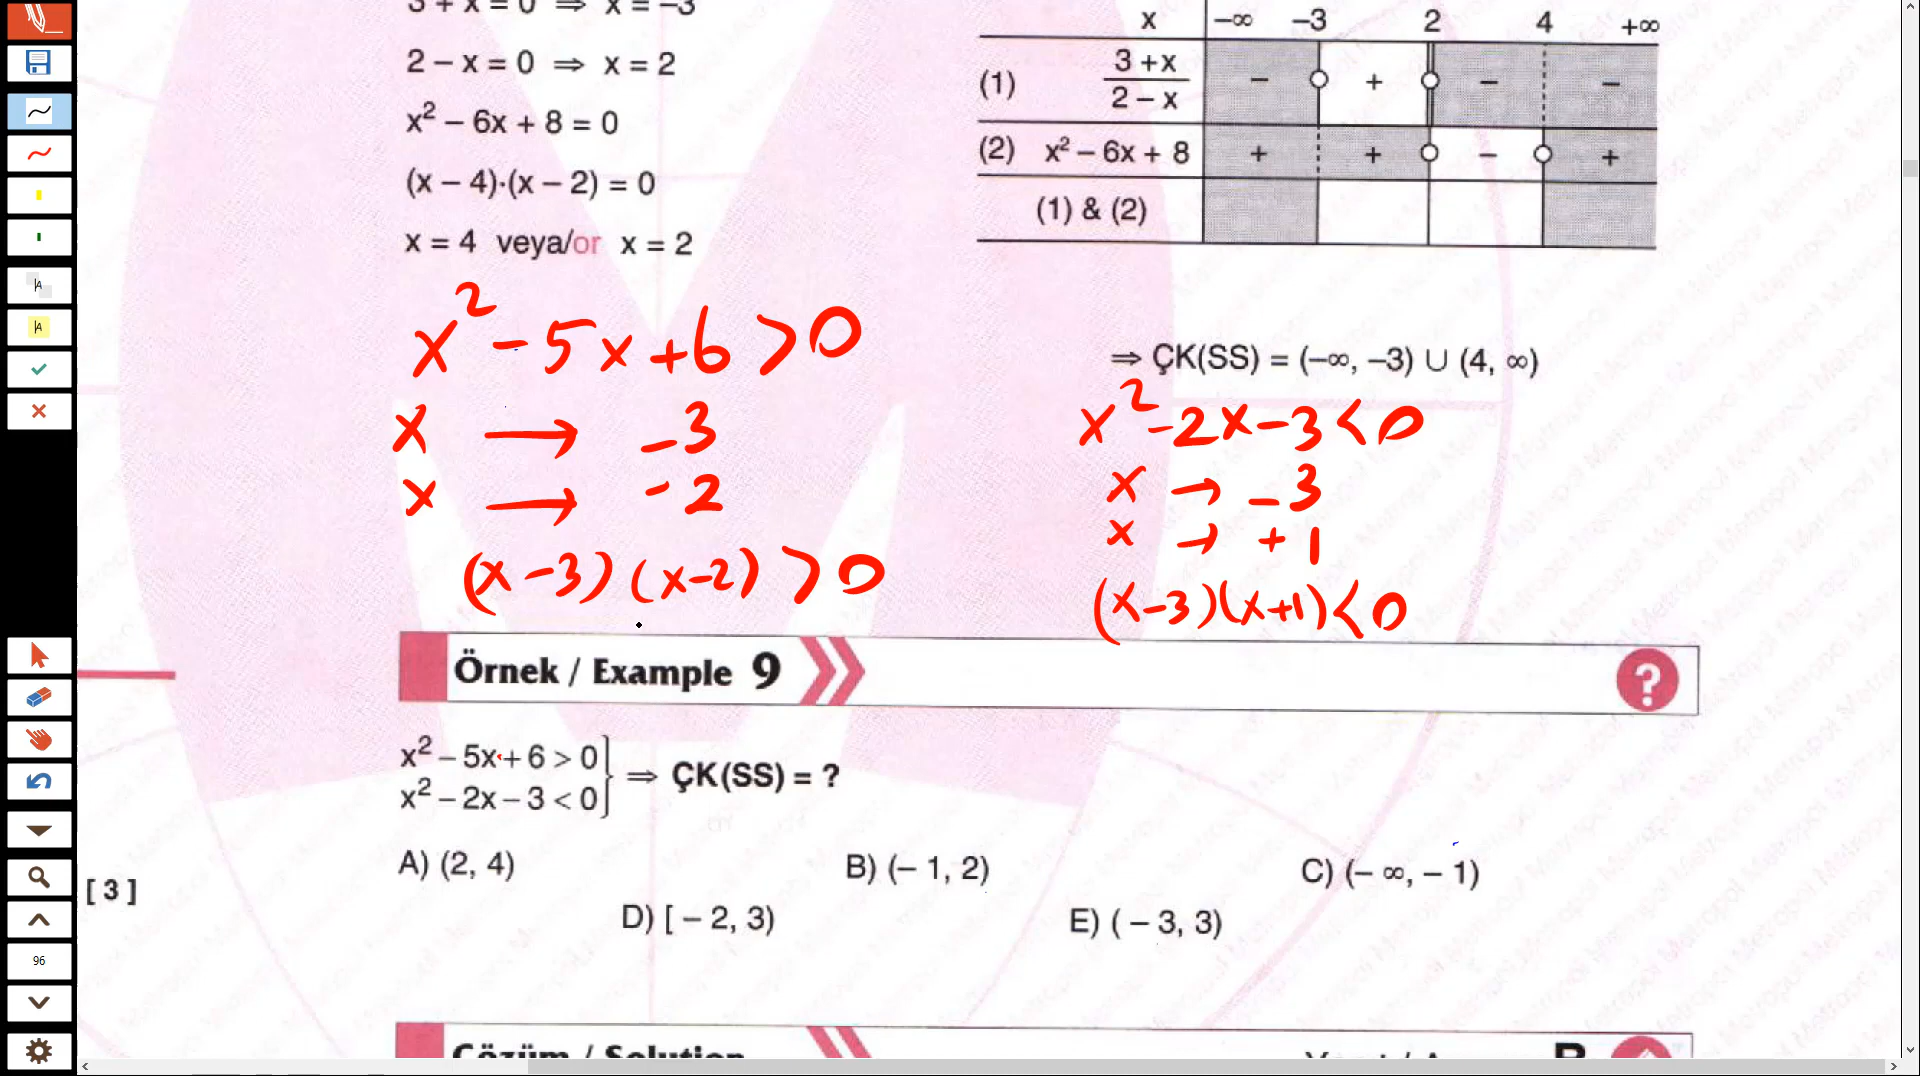 3 + x = 0 ⇒ x = −3
2 − x = 0 ⇒ x = 2
x² − 6x + 8 = 0
(x − 4)·(x − 2) = 0
x = 4 veya/or x = 2
x −∞ −3 2 4 +∞
(1) (3 + x)/(2 − x) − + − −
(2) x² − 6x + 8 + + − +
(1) & (2)
⇒ ÇK(SS) = (−∞, −3) ∪ (4, ∞)
x² − 5x + 6 > 0
x → −3
x → −2
(x − 3) (x − 2) > 0
x² − 2x − 3 < 0
x → − 3
x → + 1
(x − 3)(x + 1) < 0
Örnek / Example 9
?
x² − 5x + 6 > 0
x² − 2x − 3 < 0
⇒ ÇK(SS) = ?
A) (2, 4)
B) (− 1, 2)
C) (− ∞, − 1)
D) [ − 2, 3)
E) ( − 3, 3)
[ 3 ]
96
Çözüm / Solution
B